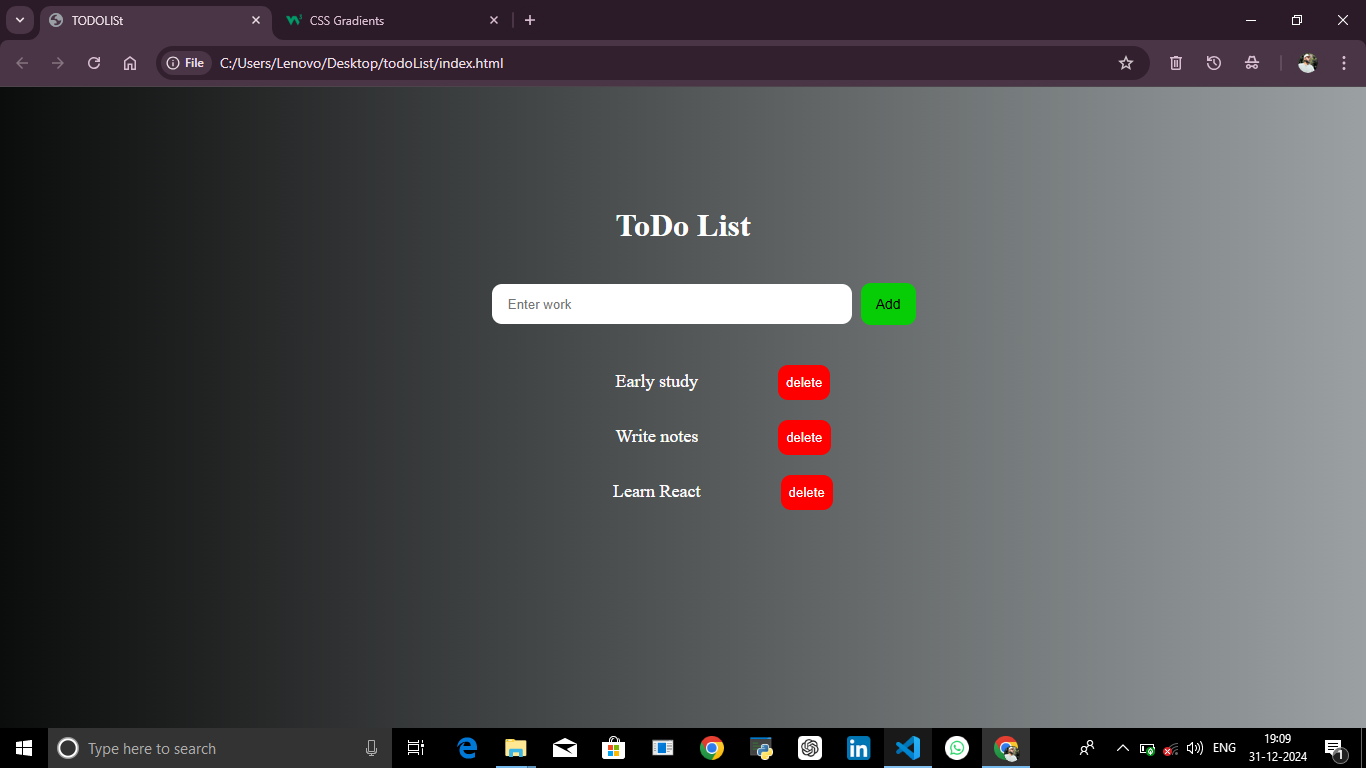 TODOLISt
CSS Gradients
File
C:/Users/Lenovo/Desktop/todoList/index.html
ToDo List
Enter work
Add
Early study
delete
Write notes
delete
Learn React
delete
Type here to search
ENG
19:09
31-12-2024
1